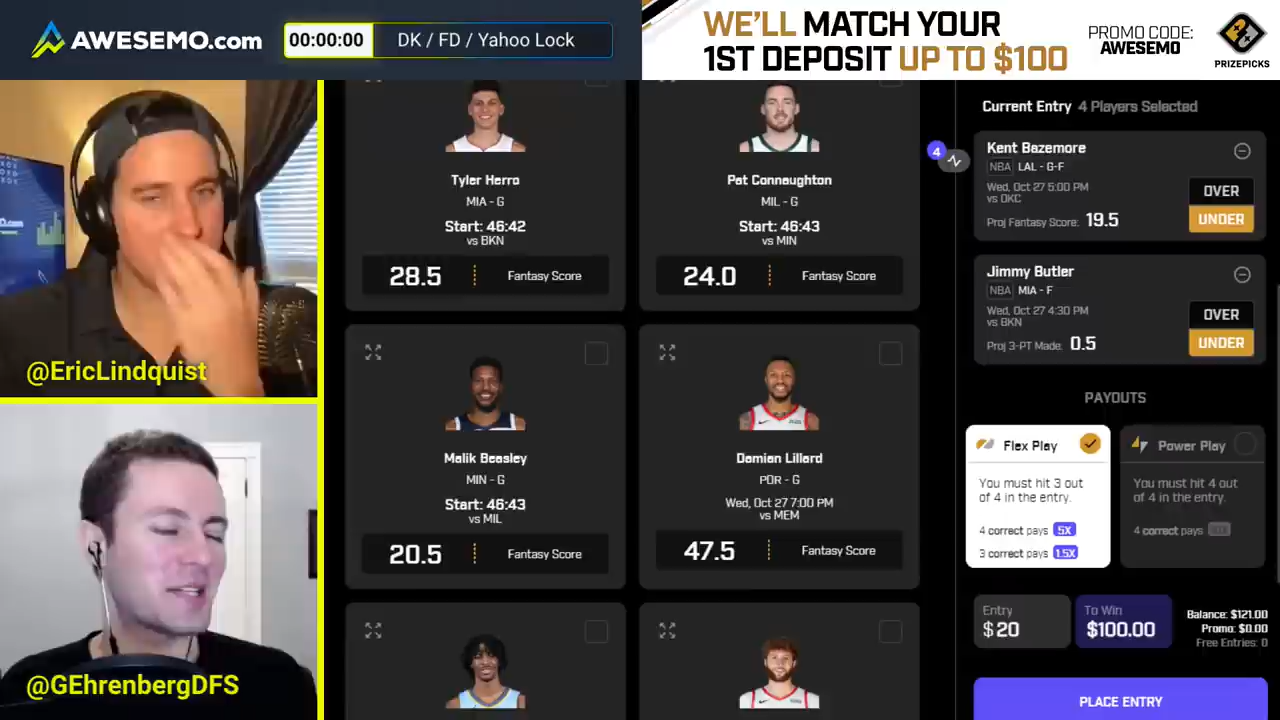 AWESEMO.com
00:00:00
DK / FD / Yahoo Lock
WE'LL MATCH YOUR
1ST DEPOSIT UP TO $100
PROMO CODE:
AWESEMO
PRIZEPICKS
@EricLindquist
@GEhrenbergDFS
Tyler Herro
MIA - G
Start: 46:42
vs BKN
28.5
Fantasy Score
Pat Connaughton
MIL - G
Start: 46:43
vs MIN
24.0
Fantasy Score
Malik Beasley
MIN - G
Start: 46:43
vs MIL
20.5
Fantasy Score
Damian Lillard
POR - G
Wed, Oct 27 7:00 PM
vs MEM
47.5
Fantasy Score
4
Current Entry 4 Players Selected
Kent Bazemore
NBA LAL - G-F
Wed, Oct 27 5:00 PM
vs OKC
Proj Fantasy Score: 19.5
OVER
UNDER
Jimmy Butler
NBA MIA - F
Wed, Oct 27 4:30 PM
vs BKN
Proj 3-PT Made: 0.5
OVER
UNDER
PAYOUTS
Flex Play
You must hit 3 out
of 4 in the entry.
4 correct pays 5X
3 correct pays 1.5X
Power Play
You must hit 4 out
of 4 in the entry.
4 correct pays
Entry
$ 20
To Win
$100.00
Balance: $121.00
Promo: $0.00
Free Entries: 0
PLACE ENTRY